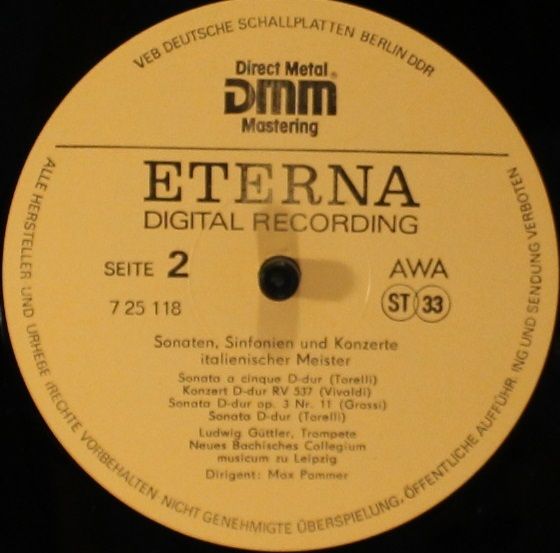 VEB DEUTSCHE SCHALLPLATTEN BERLIN DDR
Direct Metal
DMM®
Mastering
ETERNA
DIGITAL RECORDING
SEITE 2
AWA
7 25 118
ST 33
Sonaten, Sinfonien und Konzerte
italienischer Meister
Sonata a cinque D-dur (Torelli)
Konzert D-dur RV 537 (Vivaldi)
Sonata D-dur op. 3 Nr. 11 (Grossi)
Sonata D-dur (Torelli)
Ludwig Güttler, Trompete
Neues Bachisches Collegium
musicum zu Leipzig
Dirigent: Max Pommer
ALLE HERSTELLER UND URHEBERRECHTE VORBEHALTEN NICHT GENEHMIGTE ÜBERSPIELUNG, ÖFFENTLICHE AUFFÜHRUNG UND SENDUNG VERBOTEN